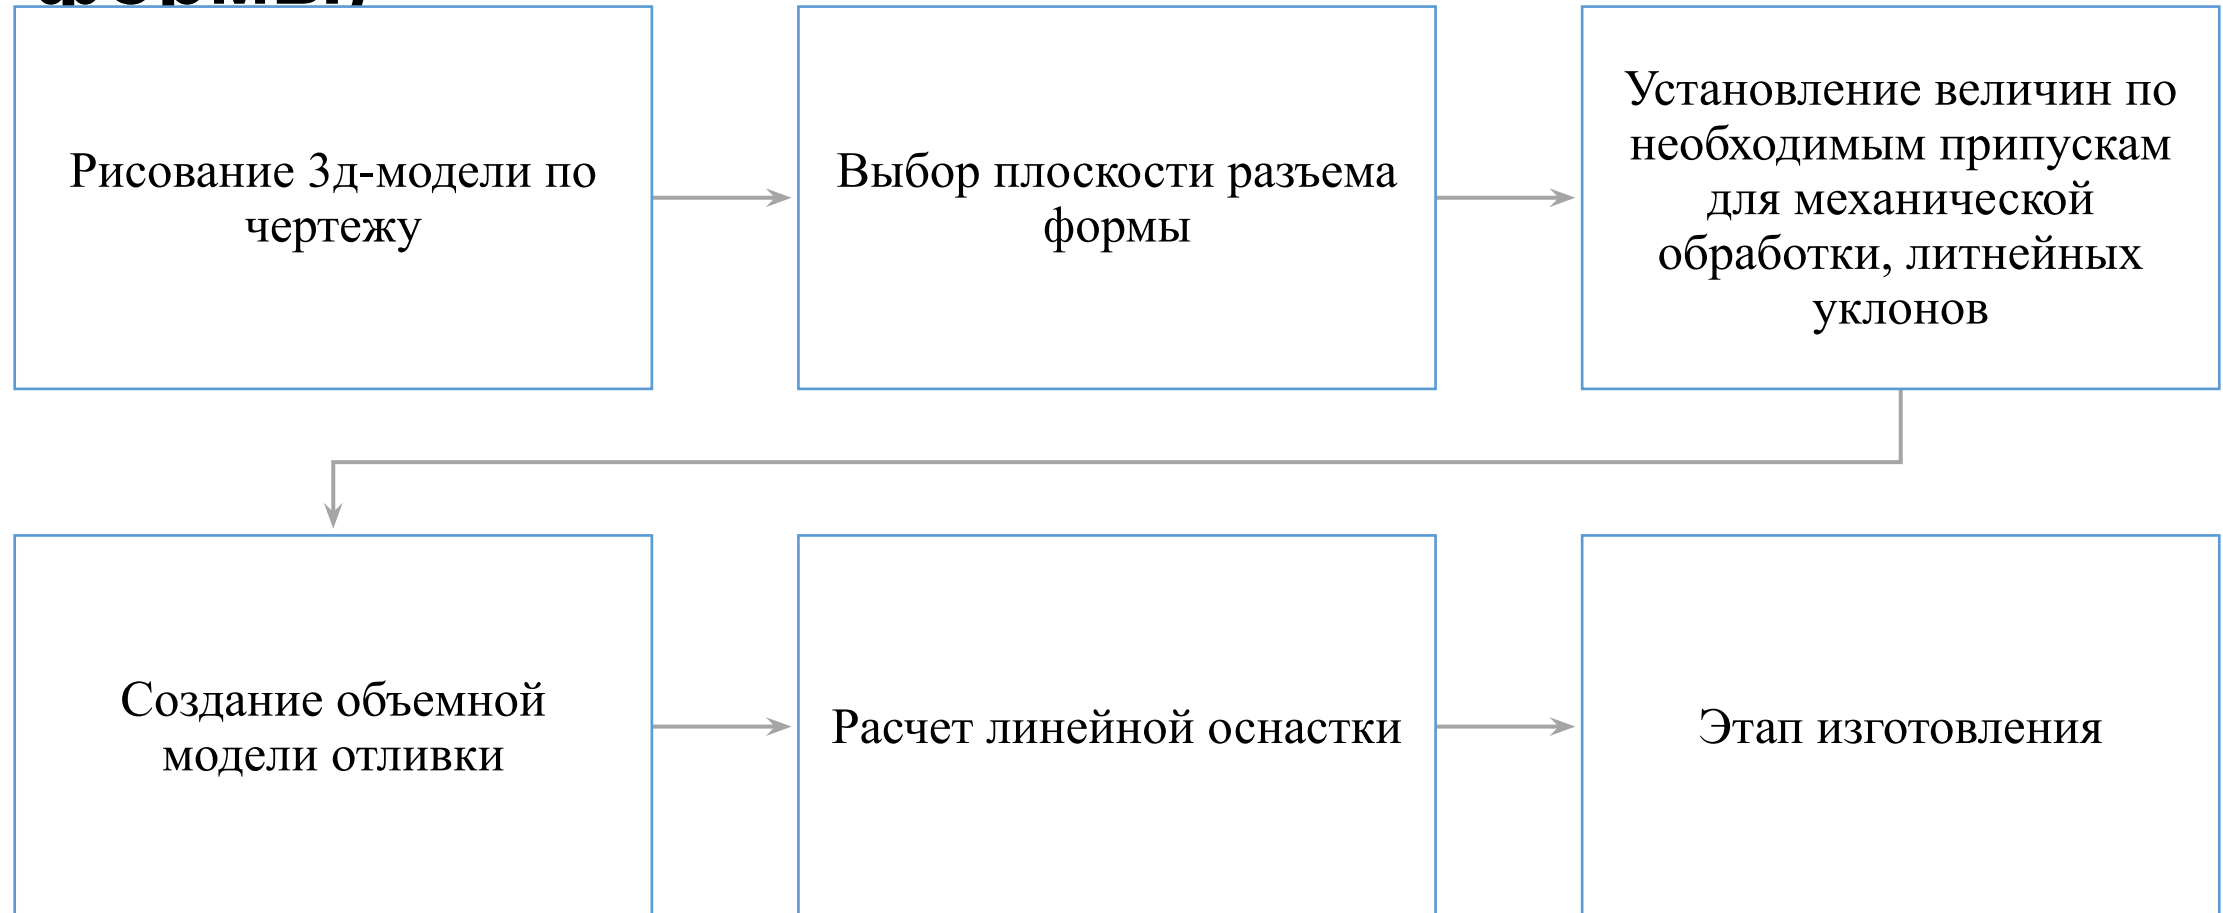 Рисование 3д-модели по
чертежу
Выбор плоскости разъема
формы
Установление величин по
необходимым припускам
для механической
обработки, литнейных
уклонов
Создание объемной
модели отливки
Расчет линейной оснастки
Этап изготовления